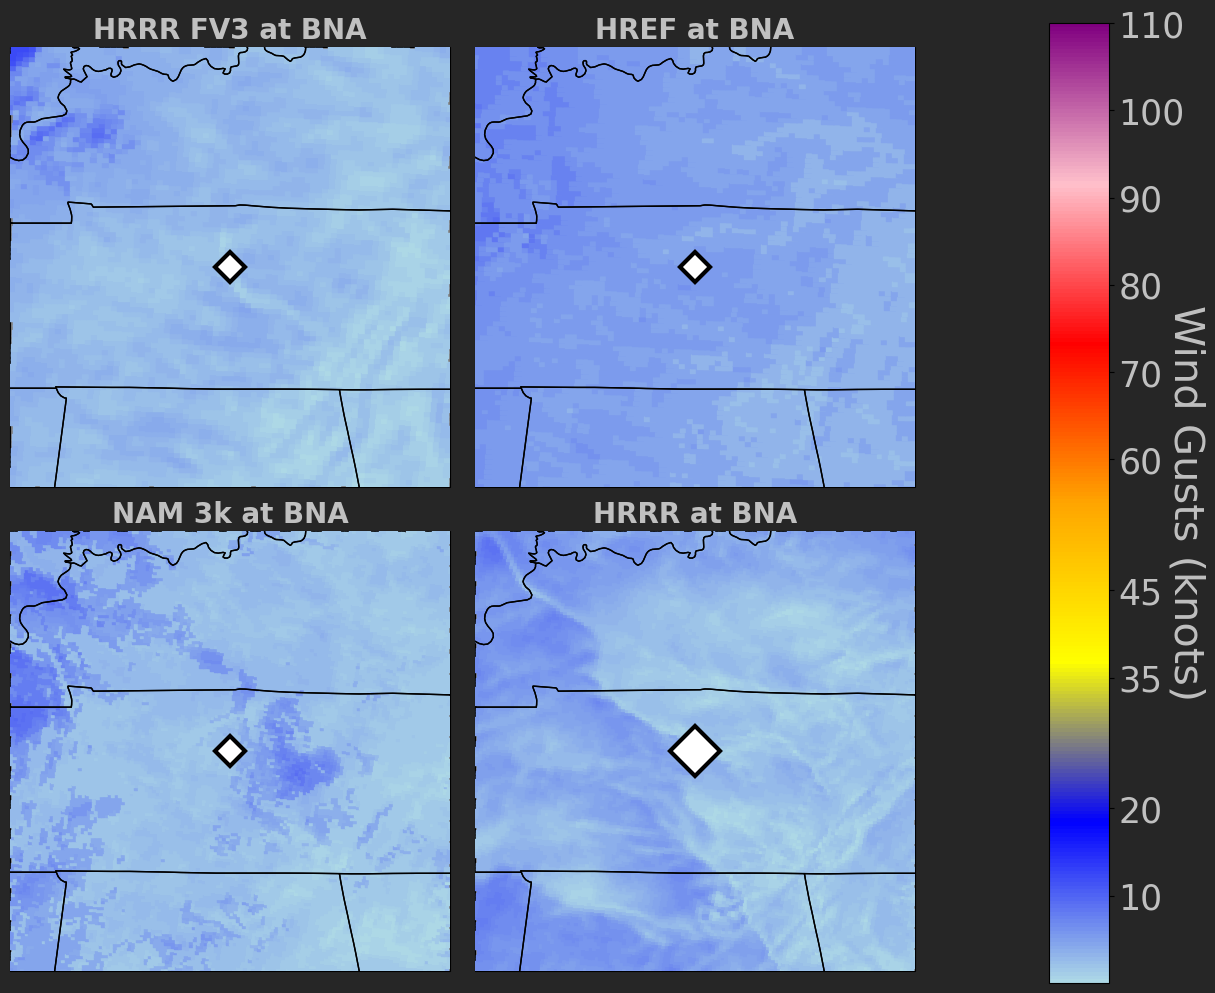 HRRR FV3 at BNA
HREF at BNA
NAM 3k at BNA
HRRR at BNA
110
100
90
80
70
60
45
35
20
10
Wind Gusts (knots)